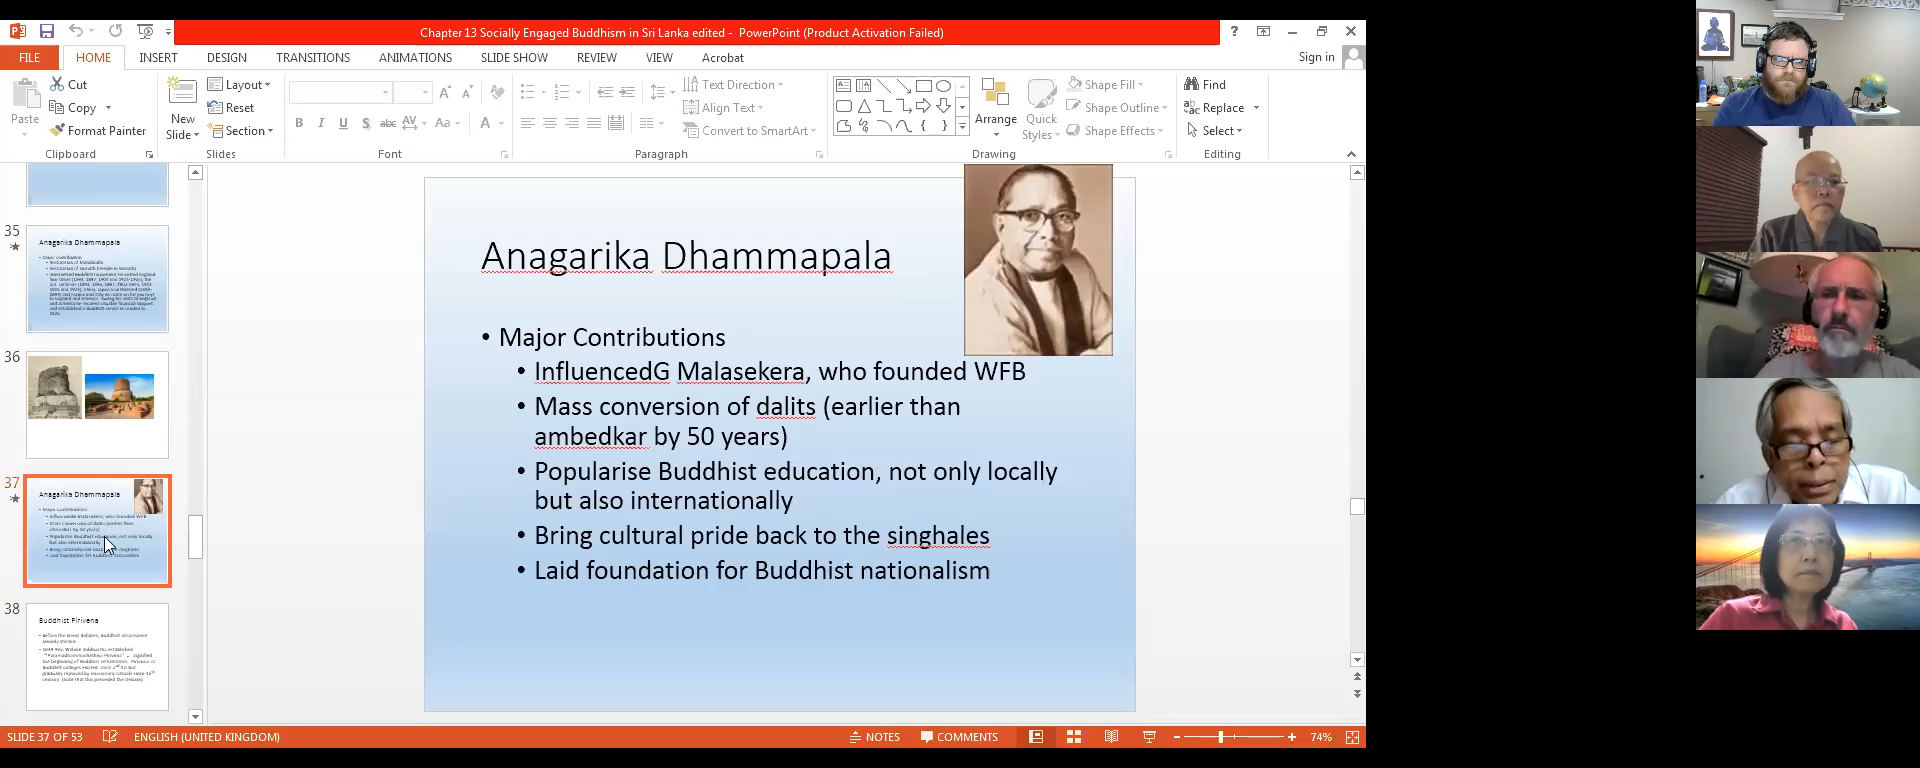 Chapter 13 Socially Engaged Buddhism in Sri Lanka edited - PowerPoint (Product Activation Failed)
FILE HOME INSERT DESIGN TRANSITIONS ANIMATIONS SLIDE SHOW REVIEW VIEW Acrobat Sign in
Paste
Cut
Copy
Format Painter
Clipboard
New
Slide
Layout
Reset
Section
Slides
B I U S abc AV Aa A
Font
Text Direction
Align Text
Convert to SmartArt
Paragraph
Arrange
Quick
Styles
Shape Fill
Shape Outline
Shape Effects
Drawing
Find
Replace
Select
Editing
35
Anagarika Dhammapala
36
37
Anagarika Dhammapala
Major Contributions
38
Buddhist Pirivena
Anagarika Dhammapala
• Major Contributions
• InfluencedG Malasekera, who founded WFB
• Mass conversion of dalits (earlier than
ambedkar by 50 years)
• Popularise Buddhist education, not only locally
but also internationally
• Bring cultural pride back to the singhales
• Laid foundation for Buddhist nationalism
SLIDE 37 OF 53 ENGLISH (UNITED KINGDOM) NOTES COMMENTS 74%